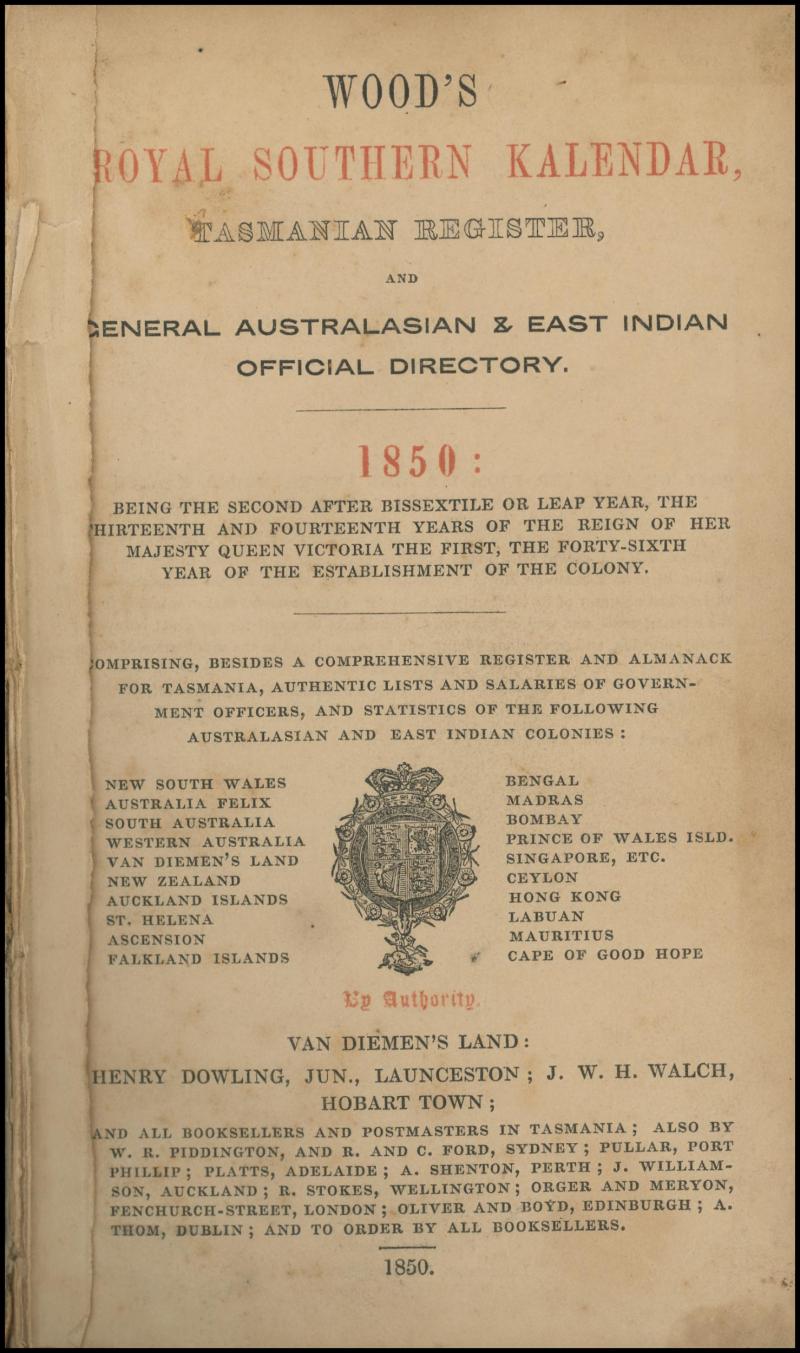 WOOD'S
ROYAL SOUTHERN KALENDAR,
TASMANIAN REGISTER,
AND
GENERAL AUSTRALASIAN & EAST INDIAN
OFFICIAL DIRECTORY.
1850:
BEING THE SECOND AFTER BISSEXTILE OR LEAP YEAR, THE
THIRTEENTH AND FOURTEENTH YEARS OF THE REIGN OF HER
MAJESTY QUEEN VICTORIA THE FIRST, THE FORTY-SIXTH
YEAR OF THE ESTABLISHMENT OF THE COLONY.
COMPRISING, BESIDES A COMPREHENSIVE REGISTER AND ALMANACK
FOR TASMANIA, AUTHENTIC LISTS AND SALARIES OF GOVERN-
MENT OFFICERS, AND STATISTICS OF THE FOLLOWING
AUSTRALASIAN AND EAST INDIAN COLONIES:
NEW SOUTH WALES
AUSTRALIA FELIX
SOUTH AUSTRALIA
WESTERN AUSTRALIA
VAN DIEMEN'S LAND
NEW ZEALAND
AUCKLAND ISLANDS
ST. HELENA
ASCENSION
FALKLAND ISLANDS
BENGAL
MADRAS
BOMBAY
PRINCE OF WALES ISLD.
SINGAPORE, ETC.
CEYLON
HONG KONG
LABUAN
MAURITIUS
CAPE OF GOOD HOPE
By Authority.
VAN DIEMEN'S LAND:
HENRY DOWLING, JUN., LAUNCESTON; J. W. H. WALCH,
HOBART TOWN;
AND ALL BOOKSELLERS AND POSTMASTERS IN TASMANIA; ALSO BY
W. R. PIDDINGTON, AND R. AND C. FORD, SYDNEY; PULLAR, PORT
PHILLIP; PLATTS, ADELAIDE; A. SHENTON, PERTH; J. WILLIAM-
SON, AUCKLAND; R. STOKES, WELLINGTON; ORGER AND MERYON,
FENCHURCH-STREET, LONDON; OLIVER AND BOYD, EDINBURGH; A.
THOM, DUBLIN; AND TO ORDER BY ALL BOOKSELLERS.
1850.